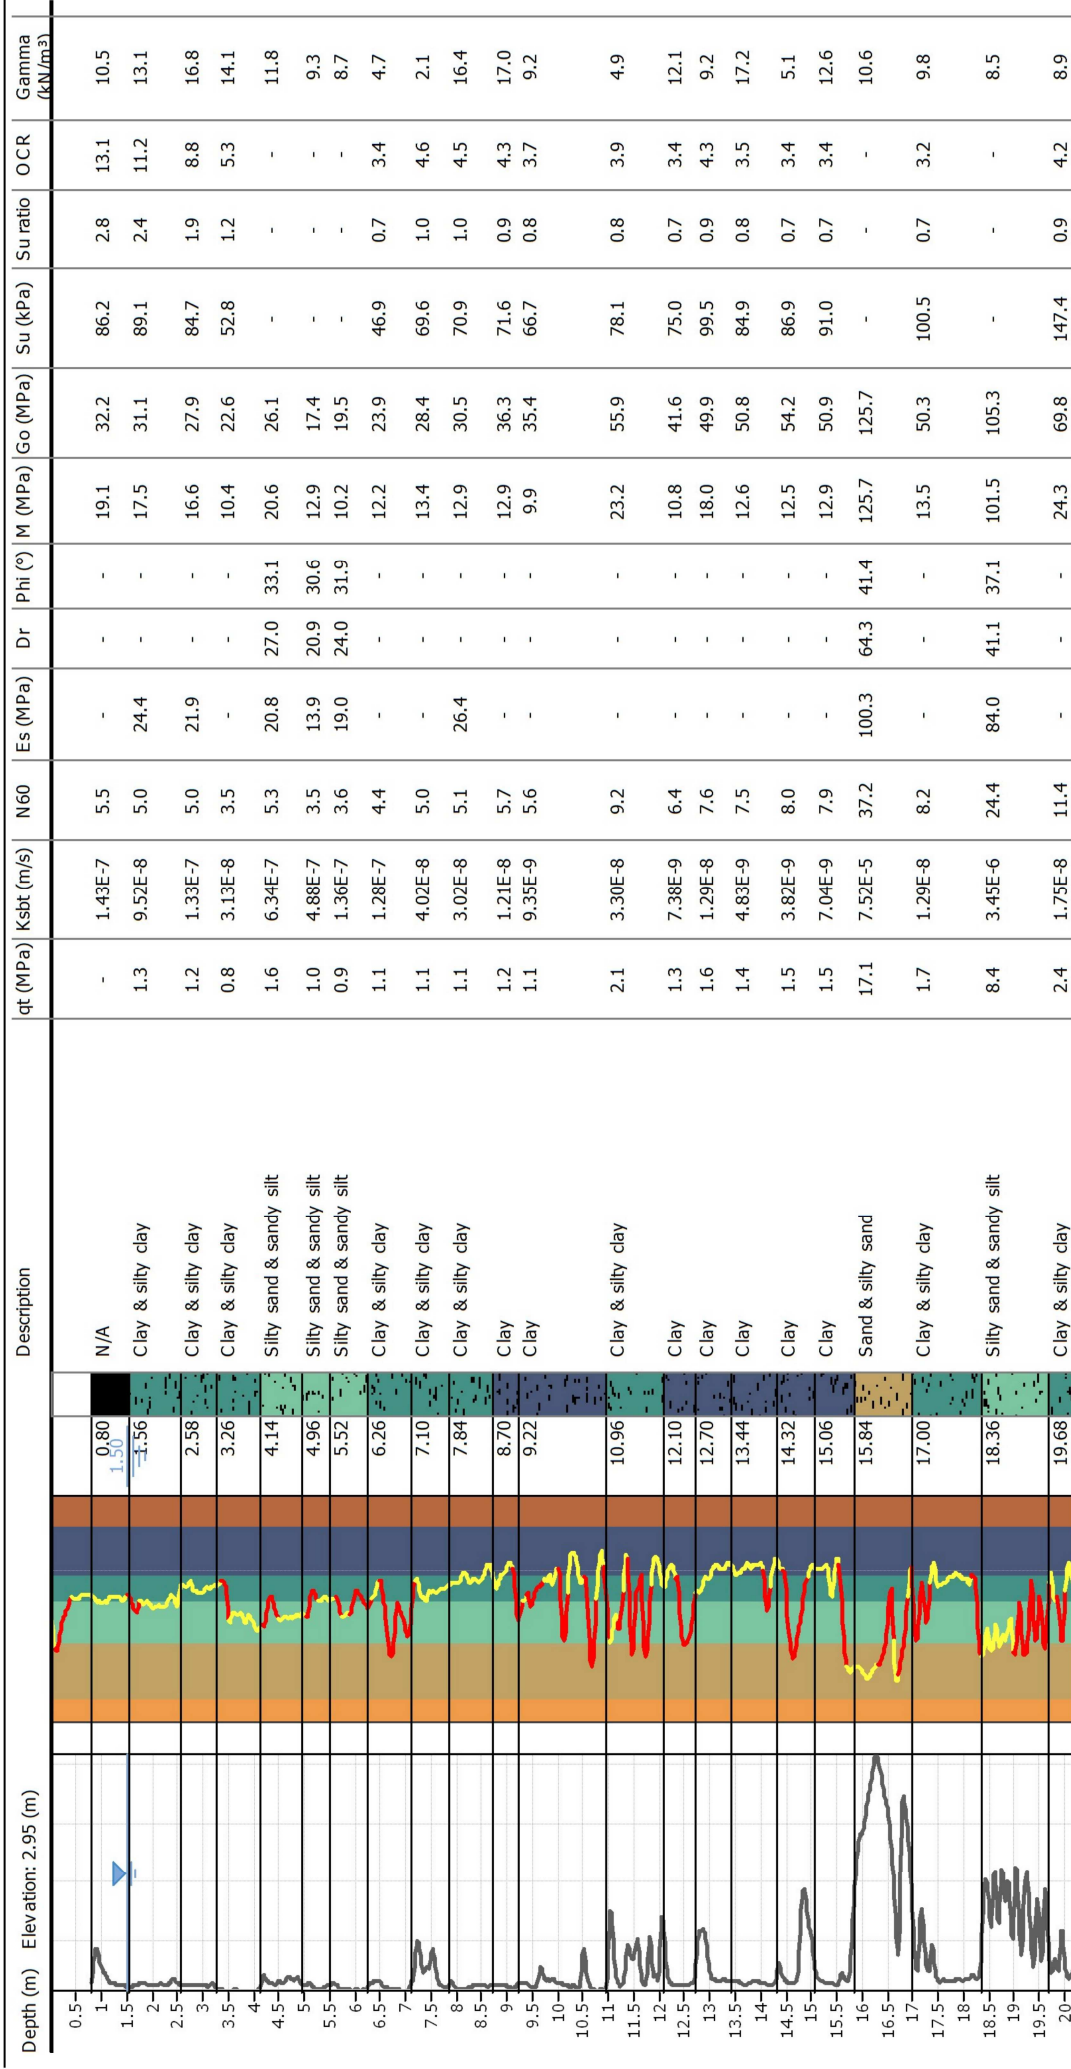 Depth (m) Elevation: 2.95 (m) Description qt (MPa) Ksbt (m/s) N60 Es (MPa) Dr Phi (°) M (MPa) Go (MPa) Su (kPa) Su ratio OCR Gamma (kN/m³)
0.5
1
1.5
2
2.5
3
3.5
4
4.5
5
5.5
6
6.5
7
7.5
8
8.5
9
9.5
10
10.5
11
11.5
12
12.5
13
13.5
14
14.5
15
15.5
16
16.5
17
17.5
18
18.5
19
19.5
20
0.80 N/A - 1.43E-7 5.5 - - - 19.1 32.2 86.2 2.8 13.1 10.5
1.50
1.56 Clay & silty clay 1.3 9.52E-8 5.0 24.4 - - 17.5 31.1 89.1 2.4 11.2 13.1
2.58 Clay & silty clay 1.2 1.33E-7 5.0 21.9 - - 16.6 27.9 84.7 1.9 8.8 16.8
3.26 Clay & silty clay 0.8 3.13E-8 3.5 - - - 10.4 22.6 52.8 1.2 5.3 14.1
4.14 Silty sand & sandy silt 1.6 6.34E-7 5.3 20.8 27.0 33.1 20.6 26.1 - - - 11.8
4.96 Silty sand & sandy silt 1.0 4.88E-7 3.5 13.9 20.9 30.6 12.9 17.4 - - - 9.3
5.52 Silty sand & sandy silt 0.9 1.36E-7 3.6 19.0 24.0 31.9 10.2 19.5 - - - 8.7
6.26 Clay & silty clay 1.1 1.28E-7 4.4 - - - 12.2 23.9 46.9 0.7 3.4 4.7
7.10 Clay & silty clay 1.1 4.02E-8 5.0 - - - 13.4 28.4 69.6 1.0 4.6 2.1
7.84 Clay & silty clay 1.1 3.02E-8 5.1 26.4 - - 12.9 30.5 70.9 1.0 4.5 16.4
8.70 Clay 1.2 1.21E-8 5.7 - - - 12.9 36.3 71.6 0.9 4.3 17.0
9.22 Clay 1.1 9.35E-9 5.6 - - - 9.9 35.4 66.7 0.8 3.7 9.2
10.96 Clay & silty clay 2.1 3.30E-8 9.2 - - - 23.2 55.9 78.1 0.8 3.9 4.9
12.10 Clay 1.3 7.38E-9 6.4 - - - 10.8 41.6 75.0 0.7 3.4 12.1
12.70 Clay 1.6 1.29E-8 7.6 - - - 18.0 49.9 99.5 0.9 4.3 9.2
13.44 Clay 1.4 4.83E-9 7.5 - - - 12.6 50.8 84.9 0.8 3.5 17.2
14.32 Clay 1.5 3.82E-9 8.0 - - - 12.5 54.2 86.9 0.7 3.4 5.1
15.06 Clay 1.5 7.04E-9 7.9 - - - 12.9 50.9 91.0 0.7 3.4 12.6
15.84 Sand & silty sand 17.1 7.52E-5 37.2 100.3 64.3 41.4 125.7 125.7 - - - 10.6
17.00 Clay & silty clay 1.7 1.29E-8 8.2 - - - 13.5 50.3 100.5 0.7 3.2 9.8
18.36 Silty sand & sandy silt 8.4 3.45E-6 24.4 84.0 41.1 37.1 101.5 105.3 - - - 8.5
19.68 Clay & silty clay 2.4 1.75E-8 11.4 - - - 24.3 69.8 147.4 0.9 4.2 8.9